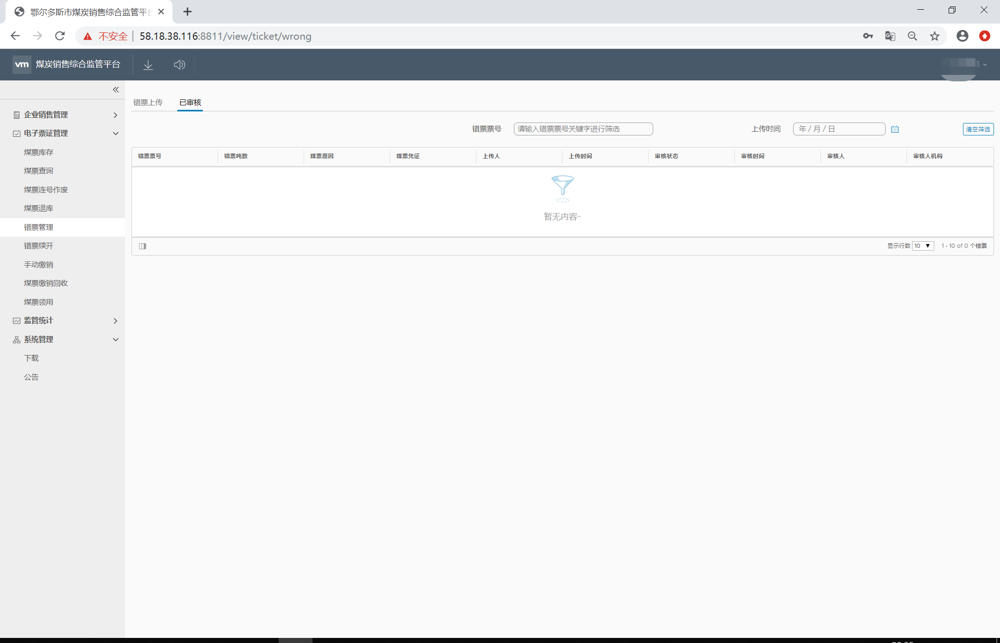 鄂尔多斯市煤炭销售综合监管平台
不安全 58.18.38.116:8811/view/ticket/wrong
vm 煤炭销售综合监管平台
错票上传 已审核
企业销售管理
电子票证管理
煤票库存
煤票查询
煤票连号作废
煤票退库
错票管理
错票续开
手动缴销
煤票缴销回收
煤票领用
监管统计
系统管理
下载
公告
错票票号 请输入错票票号关键字进行筛选 上传时间 年 / 月 / 日 清空筛选
错票票号 错票吨数 煤票原因 煤票凭证 上传人 上传时间 审核状态 审核时间 审核人 审核人机构
暂无内容~
显示行数 10 1 - 10 of 0 个错票